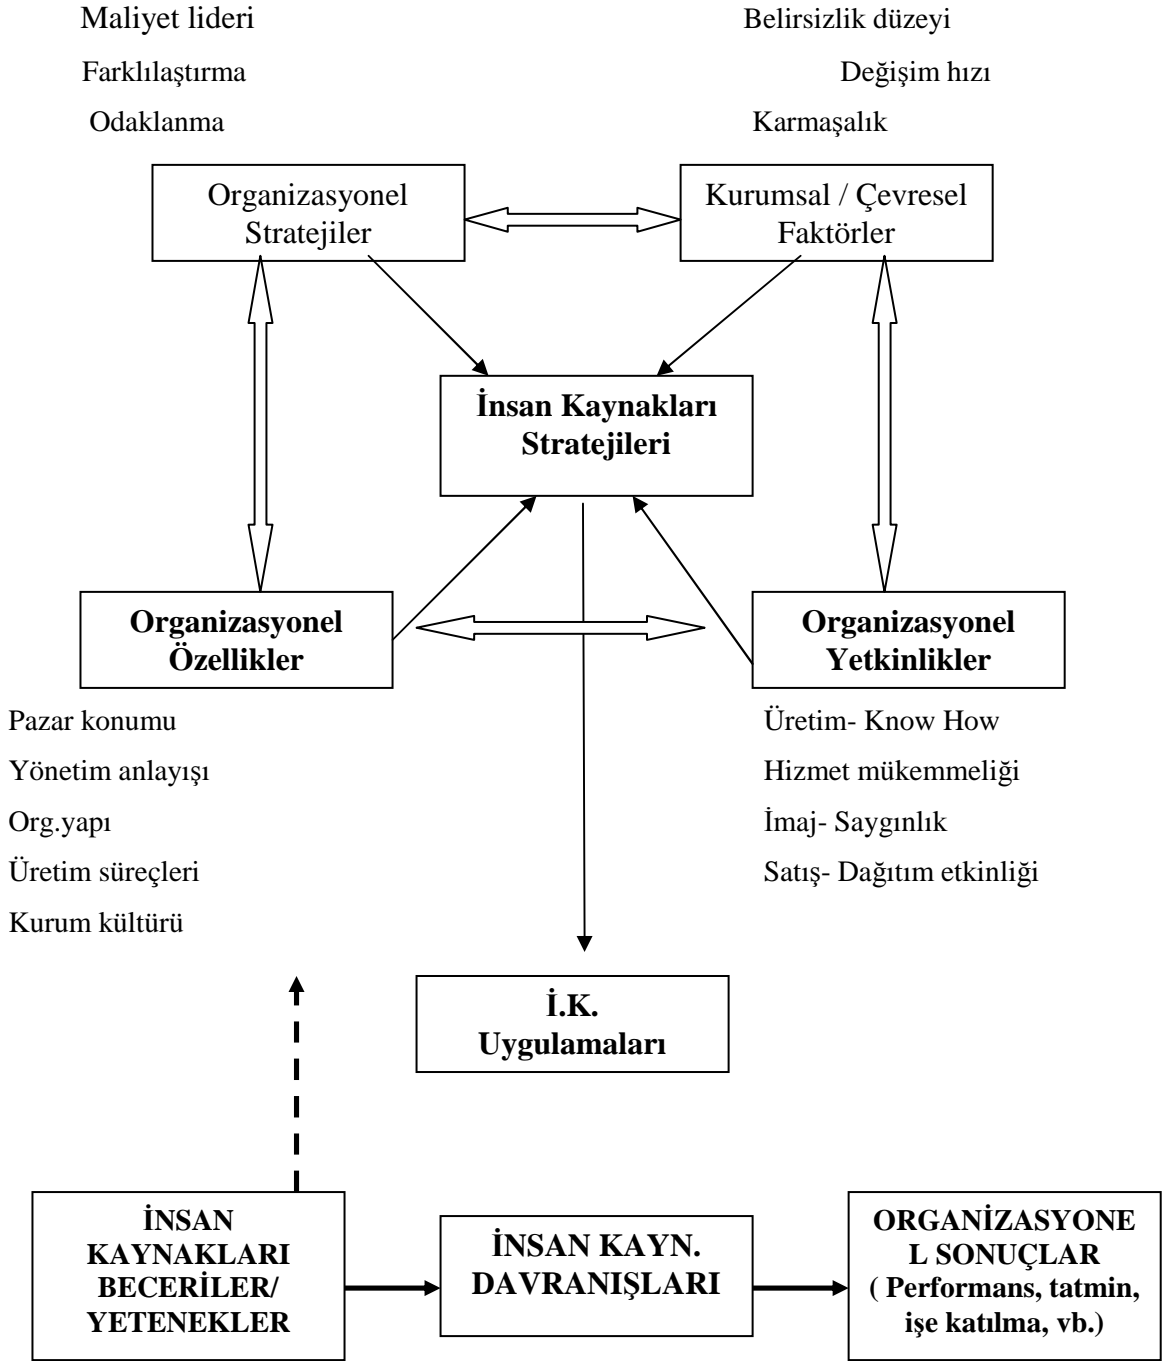 Maliyet lideri
Belirsizlik düzeyi
Farklılaştırma
Değişim hızı
Odaklanma
Karmaşalık
Organizasyonel
Stratejiler
Kurumsal / Çevresel
Faktörler
İnsan Kaynakları
Stratejileri
Organizasyonel
Özellikler
Organizasyonel
Yetkinlikler
Pazar konumu
Yönetim anlayışı
Org.yapı
Üretim süreçleri
Kurum kültürü
Üretim- Know How
Hizmet mükemmeliği
İmaj- Saygınlık
Satış- Dağıtım etkinliği
İ.K.
Uygulamaları
İNSAN
KAYNAKLARI
BECERİLER/
YETENEKLER
İNSAN KAYN.
DAVRANIŞLARI
ORGANİZASYONE
L SONUÇLAR
( Performans, tatmin,
işe katılma, vb.)